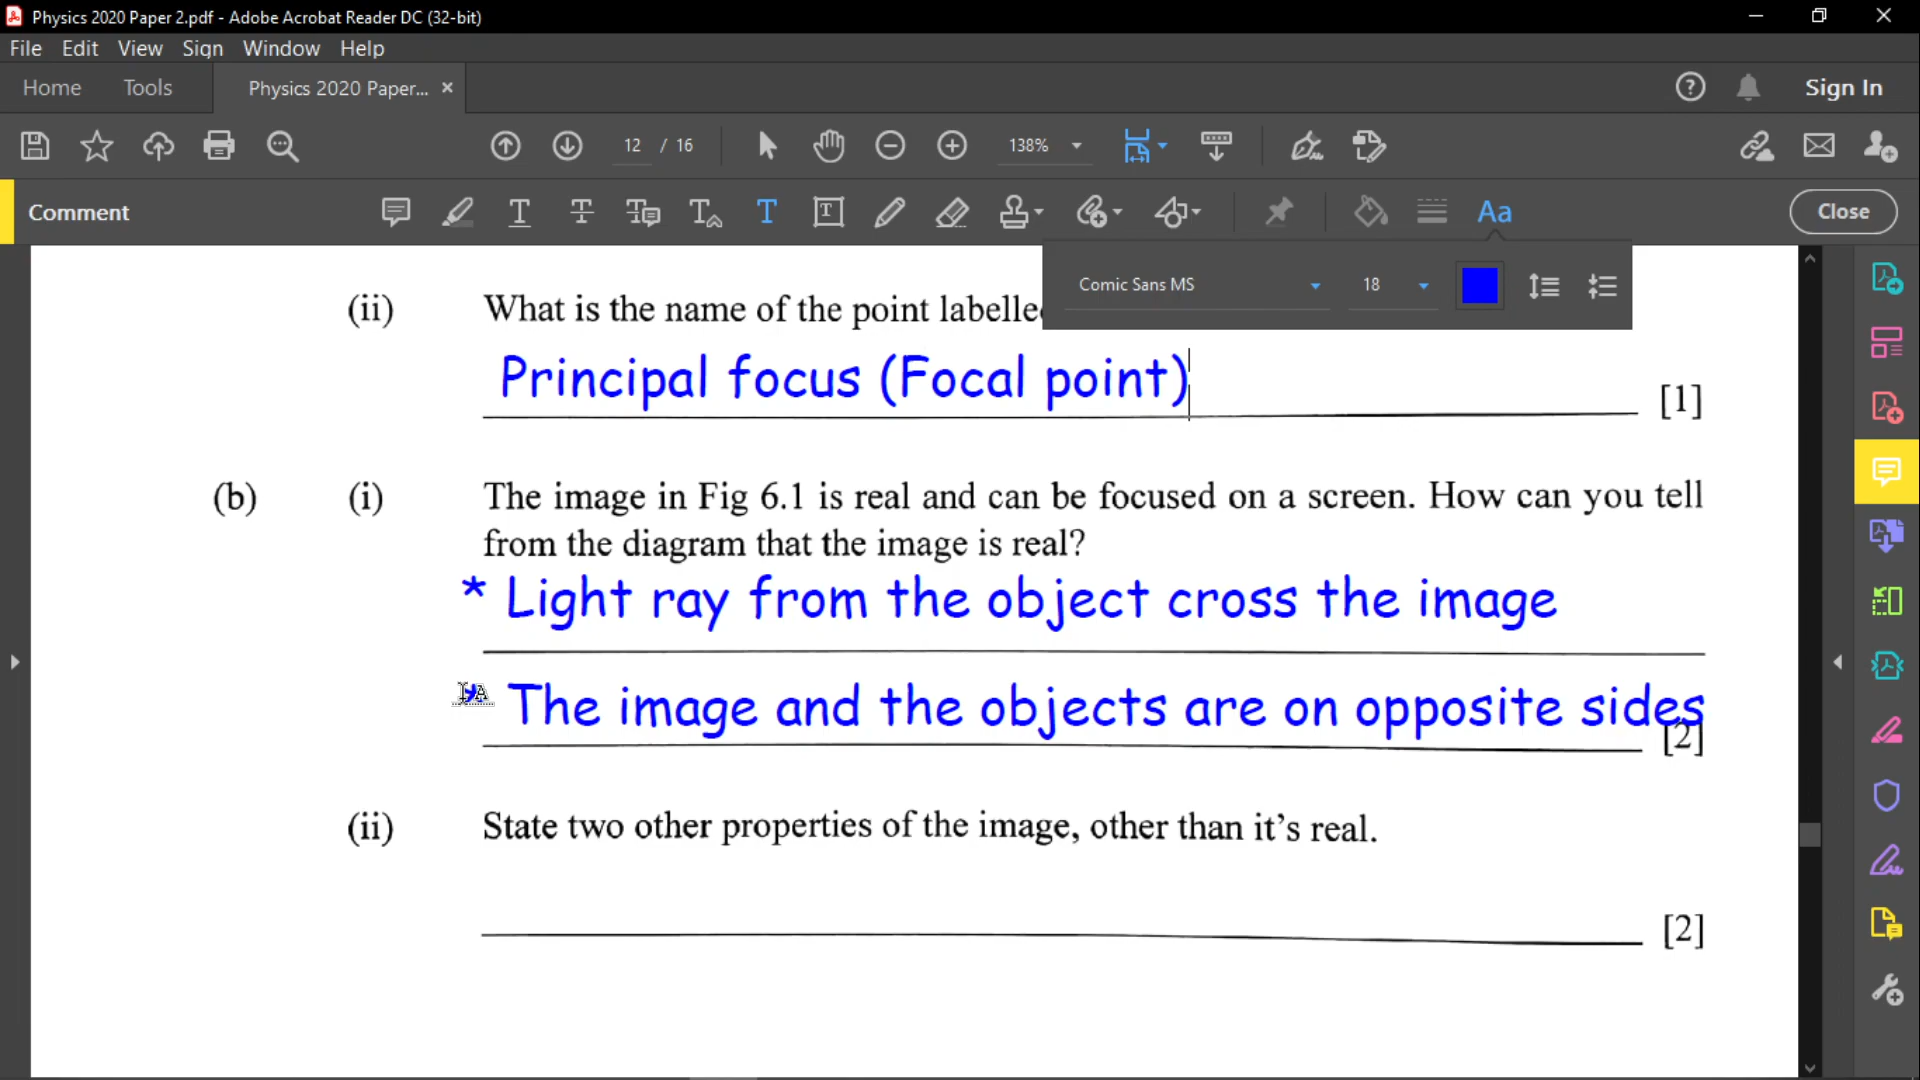 Physics 2020 Paper 2.pdf - Adobe Acrobat Reader DC (32-bit)
File Edit View Sign Window Help
Home Tools Physics 2020 Paper... × Sign In
12 / 16 138%
Comment Close
Comic Sans MS 18
(ii) What is the name of the point labelled
Principal focus (Focal point)
[1]
(b) (i) The image in Fig 6.1 is real and can be focused on a screen. How can you tell
from the diagram that the image is real?
* Light ray from the object cross the image
* The image and the objects are on opposite sides
[2]
(ii) State two other properties of the image, other than it's real.
[2]